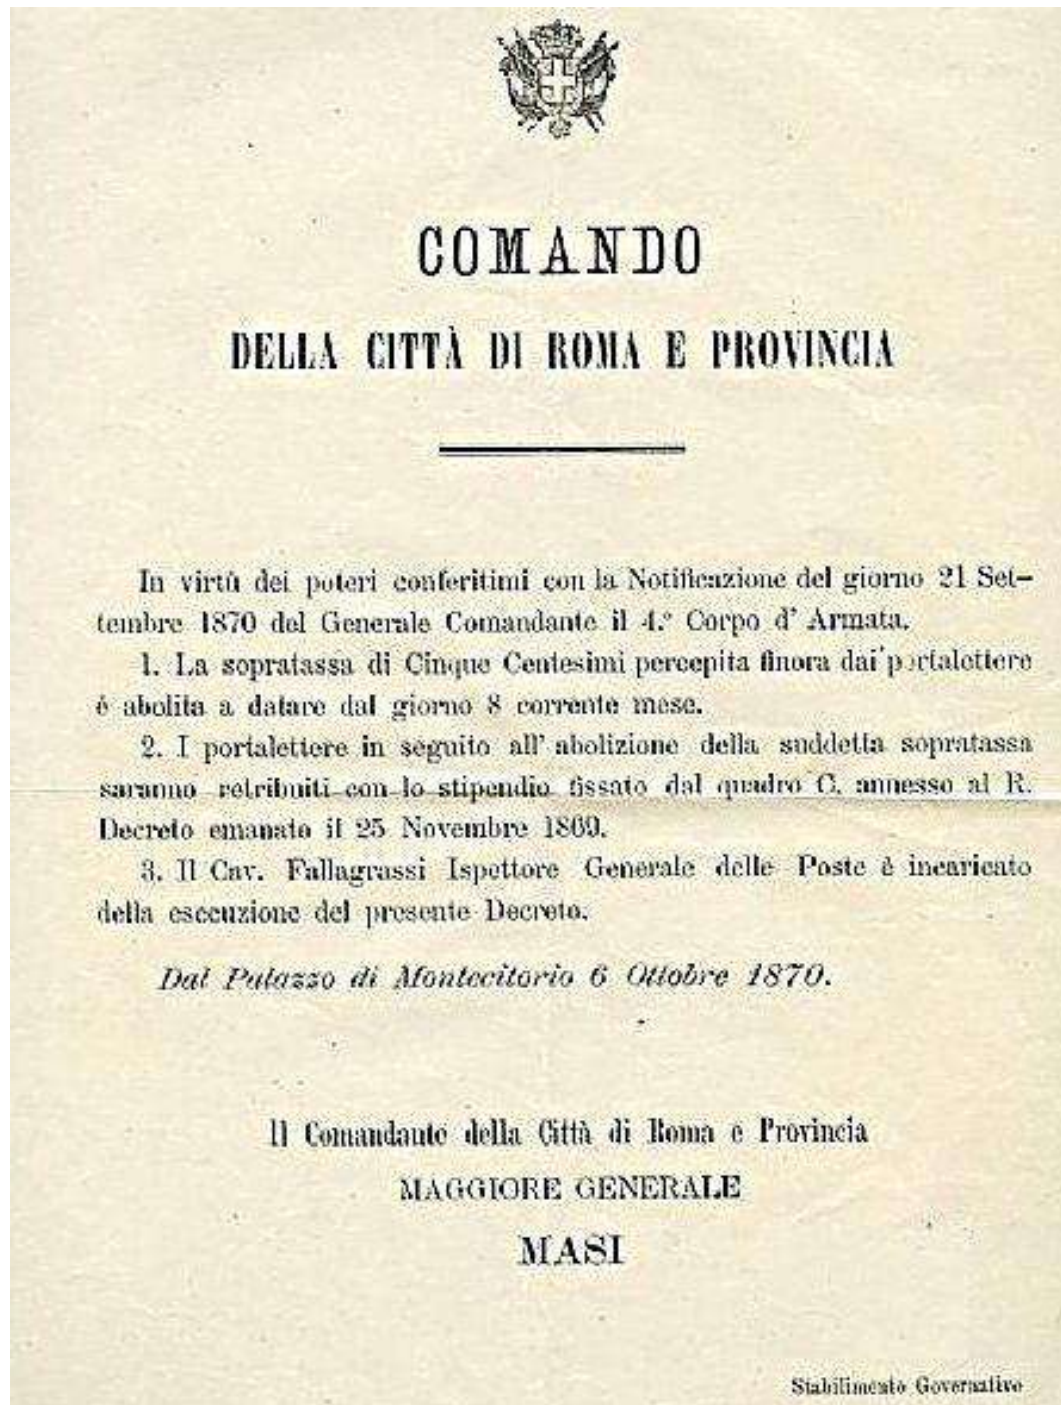 COMANDO
DELLA CITTÀ DI ROMA E PROVINCIA
In virtù dei poteri conferitimi con la Notificazione del giorno 21 Set-
tembre 1870 del Generale Comandante il 4.º Corpo d' Armata.
1. La sopratassa di Cinque Centesimi percepita finora dai portalettere
è abolita a datare dal giorno 8 corrente mese.
2. I portalettere in seguito all' abolizione della suddetta sopratassa
saranno retribuiti con lo stipendio fissato dal quadro C. annesso al R.
Decreto emanato il 25 Novembre 1869.
3. Il Cav. Fallagrassi Ispettore Generale delle Poste è incaricato
della esecuzione del presente Decreto.
Dal Palazzo di Montecitorio 6 Ottobre 1870.
Il Comandante della Città di Roma e Provincia
MAGGIORE GENERALE
MASI
Stabilimento Governativo